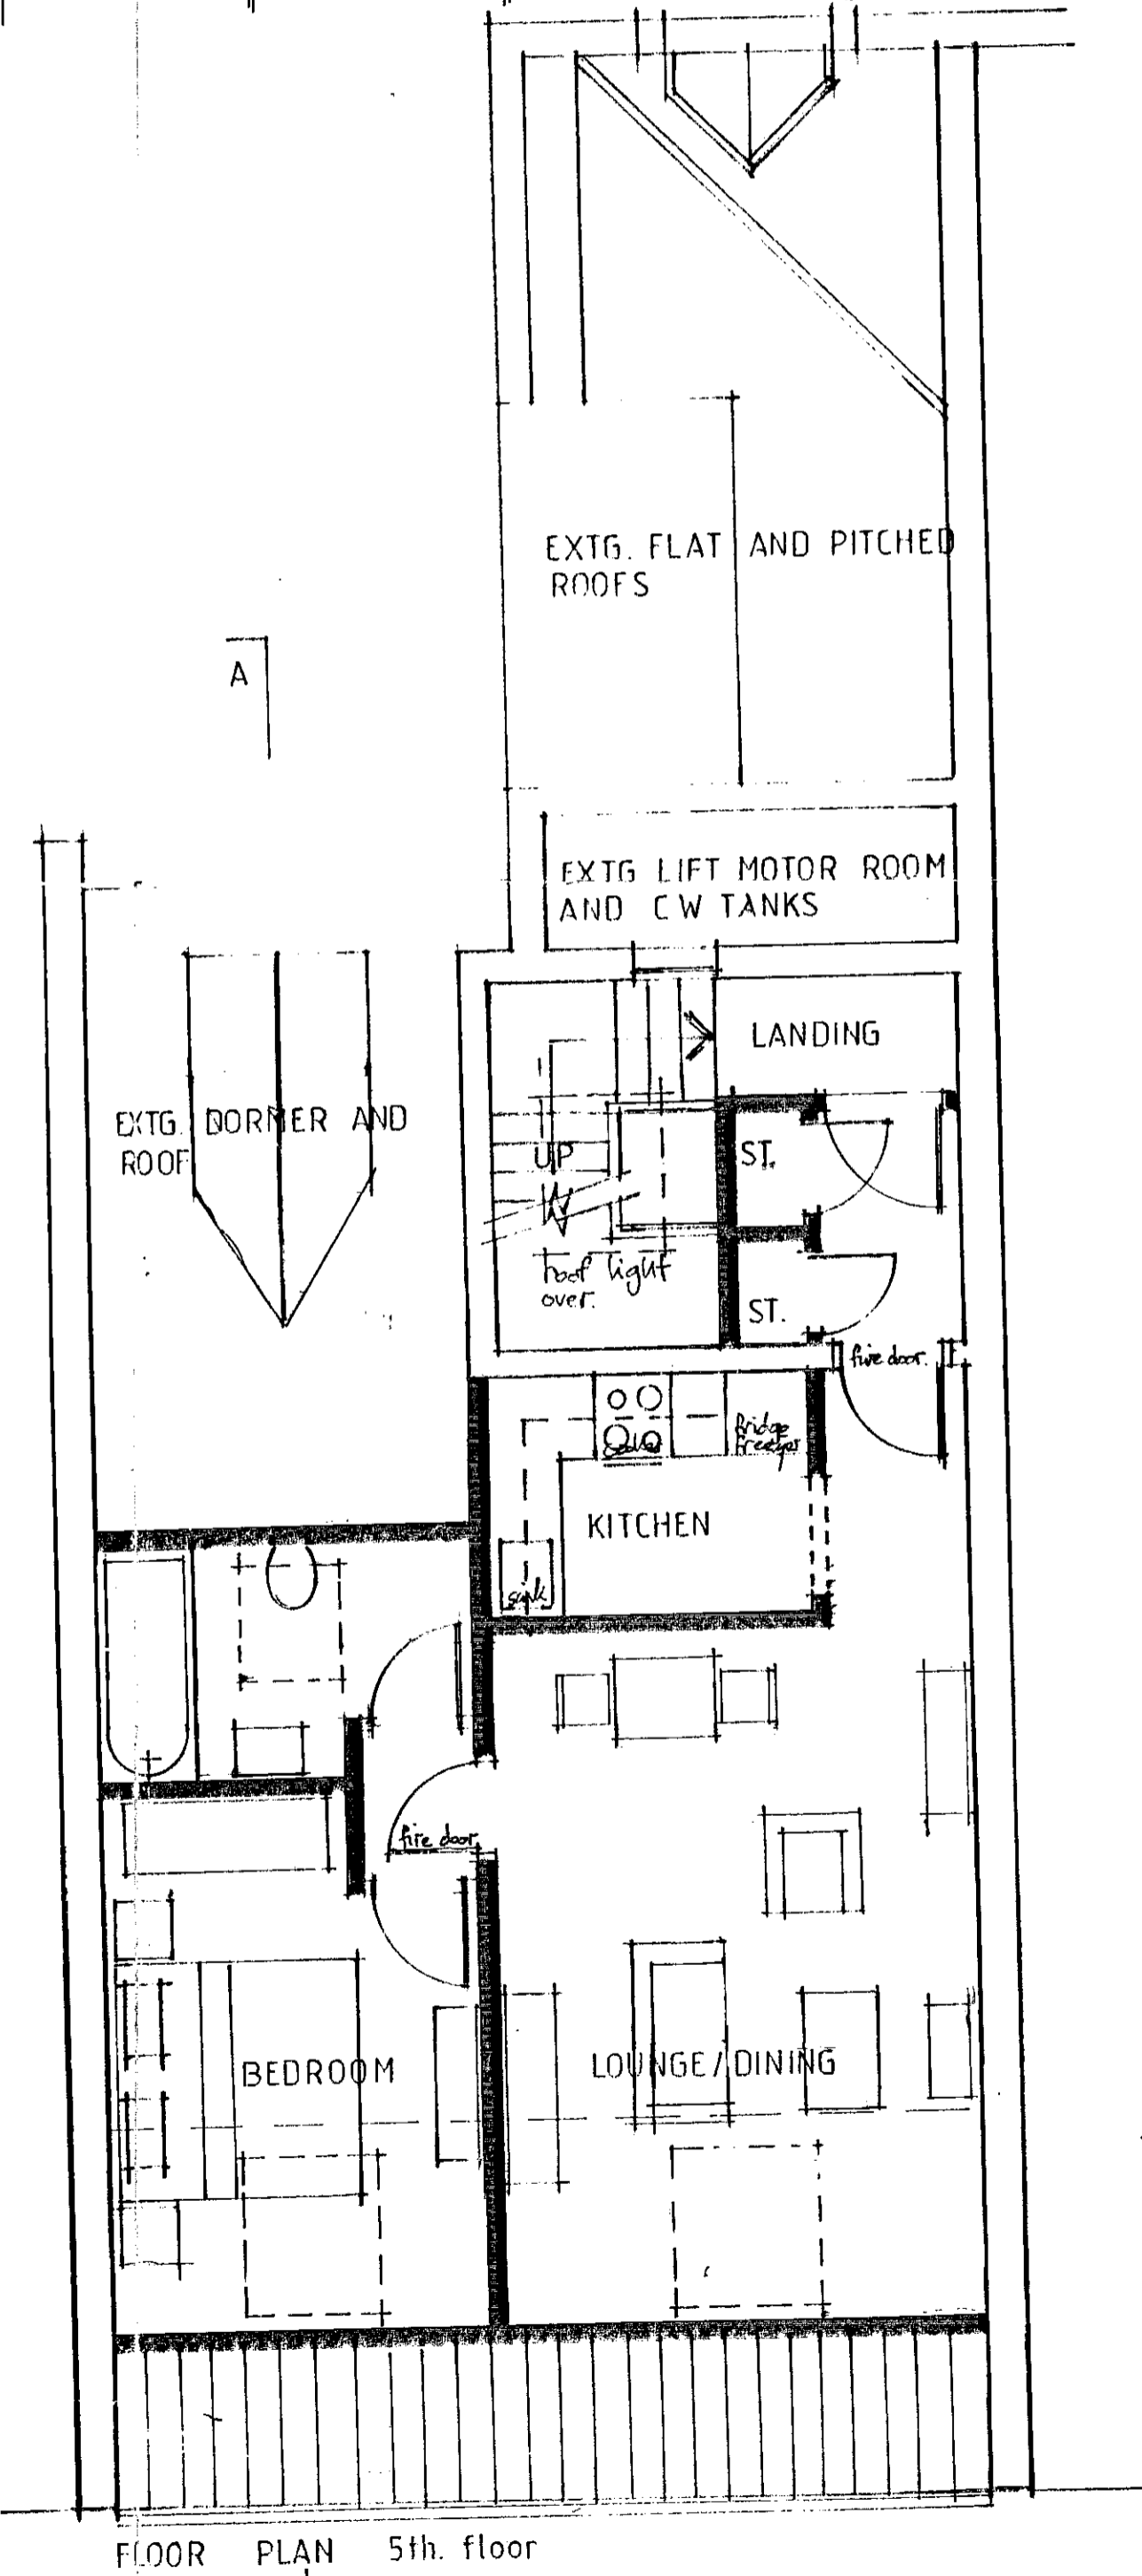 EXTG. FLAT AND PITCHED
ROOFS
A
EXTG LIFT MOTOR ROOM
AND CW TANKS
LANDING
EXTG. DORMER AND
ROOF
UP
ST.
roof light
over.
ST.
fire door.
cooker
Fridge
Freezer
KITCHEN
sink
fire door
BEDROOM
LOUNGE/DINING
FLOOR PLAN 5th. floor